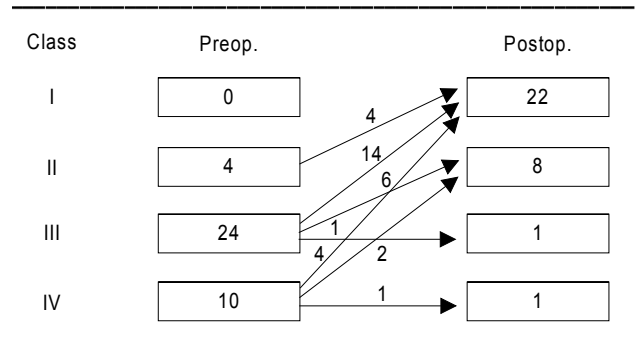 Class Preop. Postop.
I 0 22
4
II 4 14 8
6
III 24 1 1
4 2
IV 10 1 1